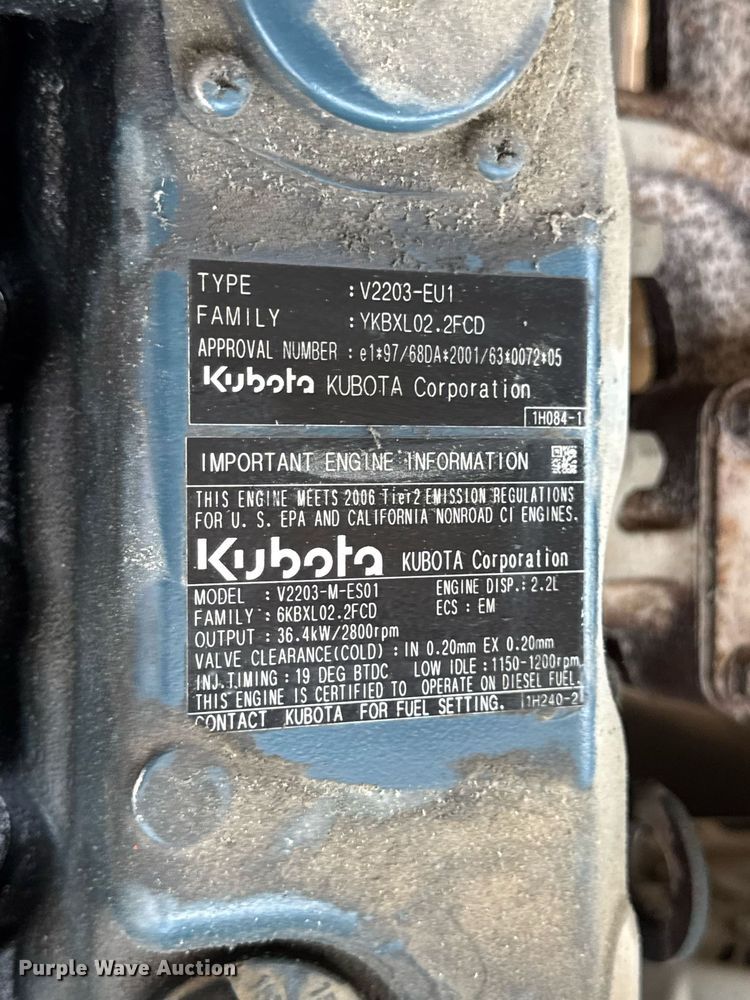 TYPE : V2203-EU1
FAMILY : YKBXL02.2FCD
APPROVAL NUMBER : e1*97/68DA*2001/63*0072*05
Kubota KUBOTA Corporation
1H084-1
IMPORTANT ENGINE INFORMATION
THIS ENGINE MEETS 2006 Tier2 EMISSION REGULATIONS
FOR U. S. EPA AND CALIFORNIA NONROAD CI ENGINES.
Kubota KUBOTA Corporation
MODEL : V2203-M-ES01 ENGINE DISP.: 2.2L
FAMILY : 6KBXL02.2FCD ECS : EM
OUTPUT : 36.4kW/2800rpm
VALVE CLEARANCE(COLD) : IN 0.20mm EX 0.20mm
INJ.TIMING : 19 DEG BTDC LOW IDLE : 1150-1200rpm
THIS ENGINE IS CERTIFIED TO OPERATE ON DIESEL FUEL.
CONTACT KUBOTA FOR FUEL SETTING. 1H240-2
Purple Wave Auction